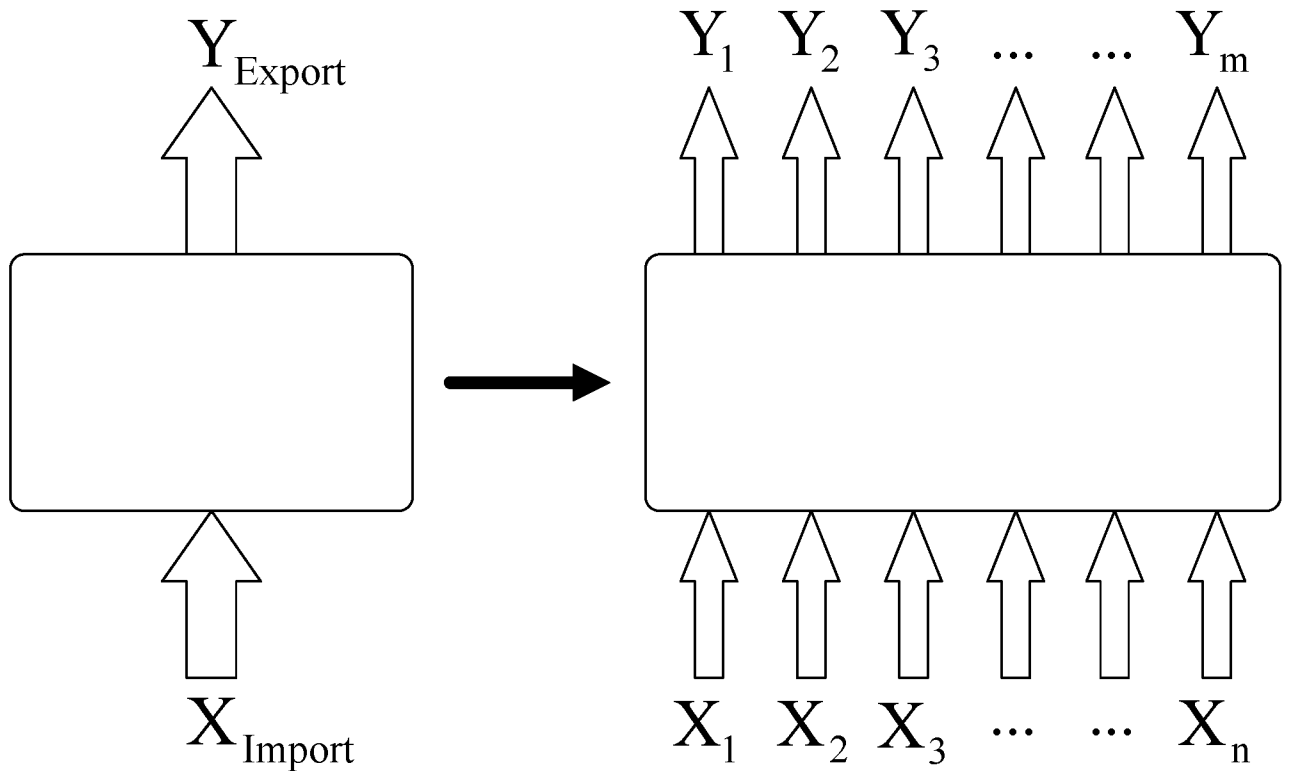 Y_Export
Y_1 Y_2 Y_3 ... ... Y_m
X_Import
X_1 X_2 X_3 ... ... X_n